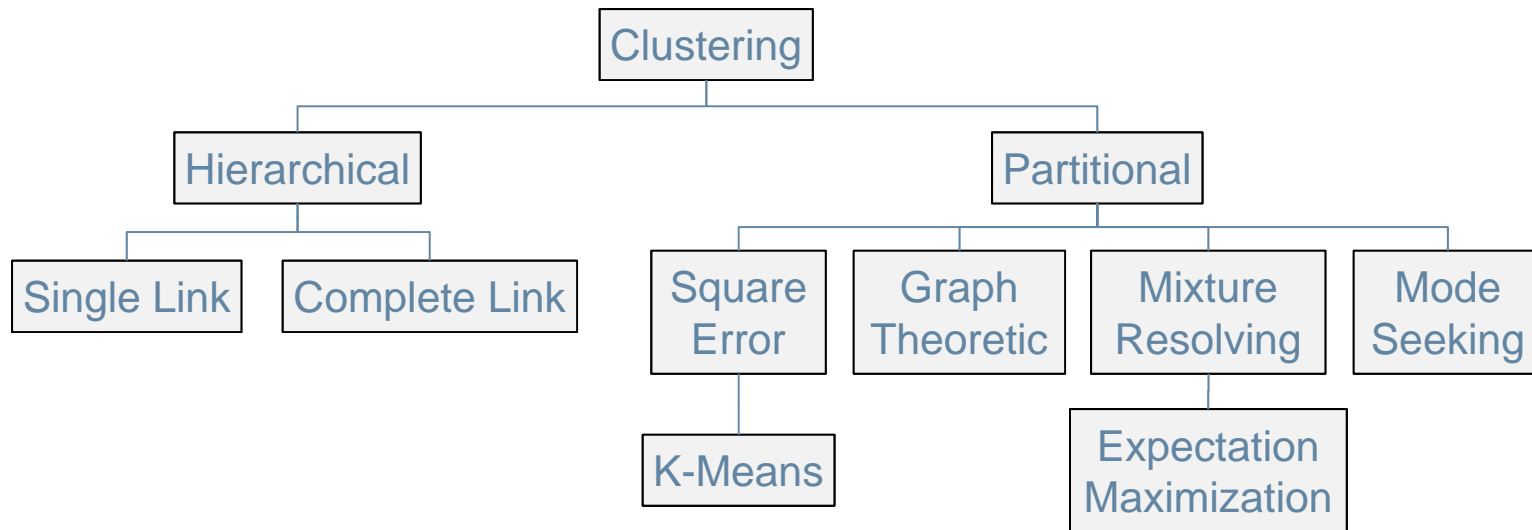 Clustering
Hierarchical
Partitional
Single Link
Complete Link
Square
Error
Graph
Theoretic
Mixture
Resolving
Mode
Seeking
K-Means
Expectation
Maximization